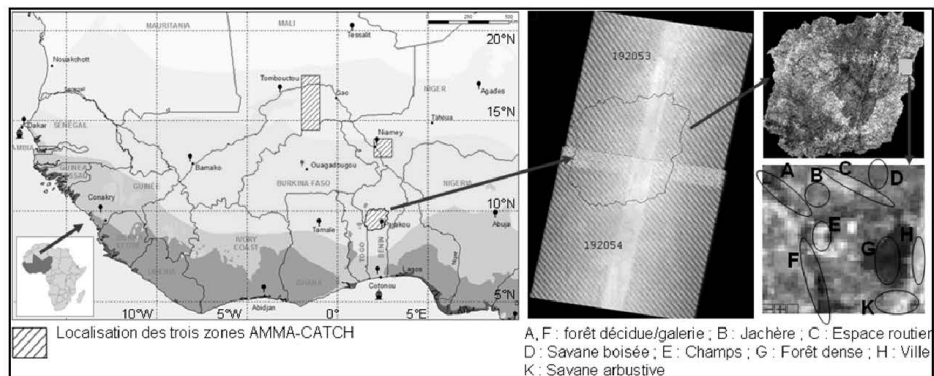 MAURITANIA
MALI
20°N
Tessalit
Nouakchott
Tombouctou
Gao
NIGER
Agades
15°N
Dakar
SENEGAL
Niamey
Tahoua
Bamako
Ouagadougou
BURKINA FASO
NIGERIA
GUINÉE
Conakry
10°N
Tamale
Abuja
IVORY COAST
TOGO
BENIN
GHANA
LIBERIA
Lagos
Cotonou
Abidjan
5°N
10°W
5°W
0°
5°E
192053
192054
A
B
C
D
E
F
G
H
K
Localisation des trois zones AMMA-CATCH
A, F : forêt décidue/galerie ; B : Jachère ; C : Espace routier
D : Savane boisée ; E : Champs ; G : Forêt dense ; H : Ville
K : Savane arbustive